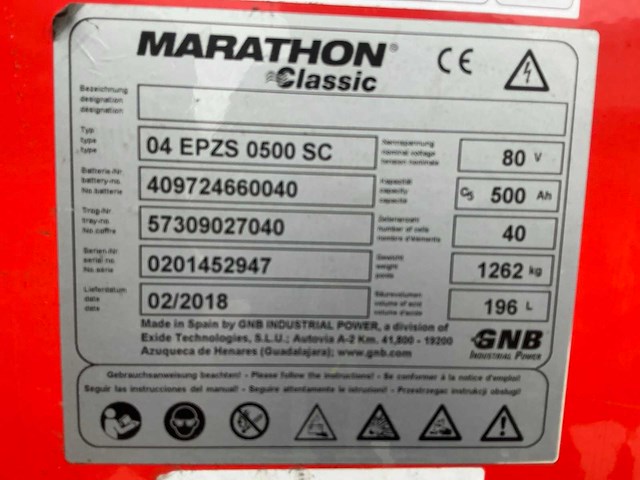 MARATHON®
Classic
CE
Bezeichnung
designation
désignation
Typ
type
type
04 EPZS 0500 SC
Nennspannung
nominal voltage
tension nominale
80 V
Batterie-Nr
battery-no.
No.batterie
409724660040
Kapazität
capacity
capacité
C5 500 Ah
Trog-Nr
tray-no.
No.coffre
57309027040
Zellenanzahl
number of cells
nombre d'éléments
40
Serien-Nr
serial no.
No.série
0201452947
Gewicht
weight
poids
1262 kg
Lieferdatum
date
date
02/2018
Säurevolumen
volume of acid
volume d'acide
196 L
Made in Spain by GNB INDUSTRIAL POWER, a division of
Exide Technologies, S.L.U.; Autovia A-2 Km. 41,800 - 19200
Azuqueca de Henares (Guadalajara); www.gnb.com
GNB
INDUSTRIAL POWER
Gebrauchsanweisung beachten! - Please follow the instructions! - Se conformer à la notice d'emploi!
Seguir las instrucciones del manual! - Seguire attentamente le istruzioni! - Przestrzegac instrukcji obslugi!